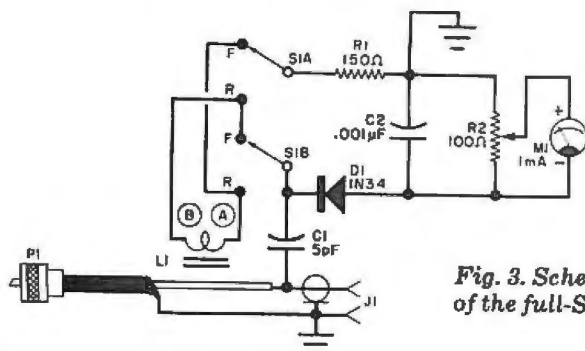 F
S1A
R1
150Ω
R
F
S1B
C2
.001µF
R2
100Ω
+
M1
1mA
−
D1
1N34
R
B
A
L1
C1
5pF
P1
J1
Fig. 3. Sche
of the full-S